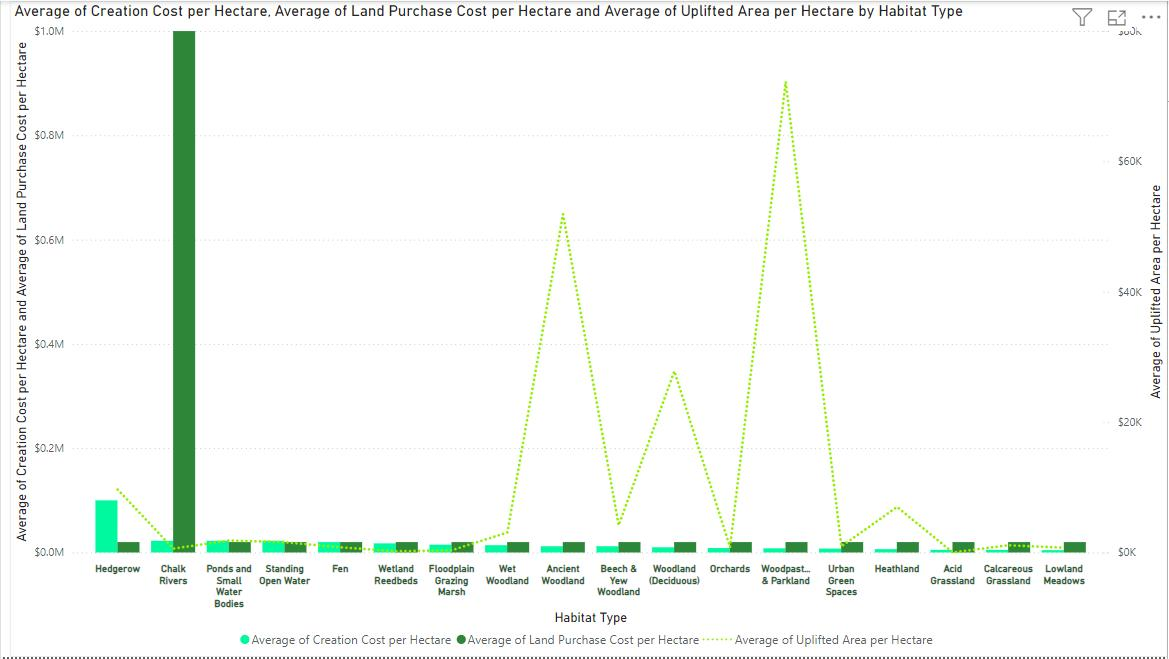 Average of Creation Cost per Hectare, Average of Land Purchase Cost per Hectare and Average of Uplifted Area per Hectare by Habitat Type
Average of Creation Cost per Hectare and Average of Land Purchase Cost per Hectare
$1.0M
$0.8M
$0.6M
$0.4M
$0.2M
$0.0M
$80K
$60K
$40K
$20K
$0K
Average of Uplifted Area per Hectare
Hedgerow
Chalk
Rivers
Ponds and
Small
Water
Bodies
Standing
Open Water
Fen
Wetland
Reedbeds
Floodplain
Grazing
Marsh
Wet
Woodland
Ancient
Woodland
Beech &
Yew
Woodland
Woodland
(Deciduous)
Orchards
Woodpast...
& Parkland
Urban
Green
Spaces
Heathland
Acid
Grassland
Calcareous
Grassland
Lowland
Meadows
Habitat Type
Average of Creation Cost per Hectare
Average of Land Purchase Cost per Hectare
Average of Uplifted Area per Hectare